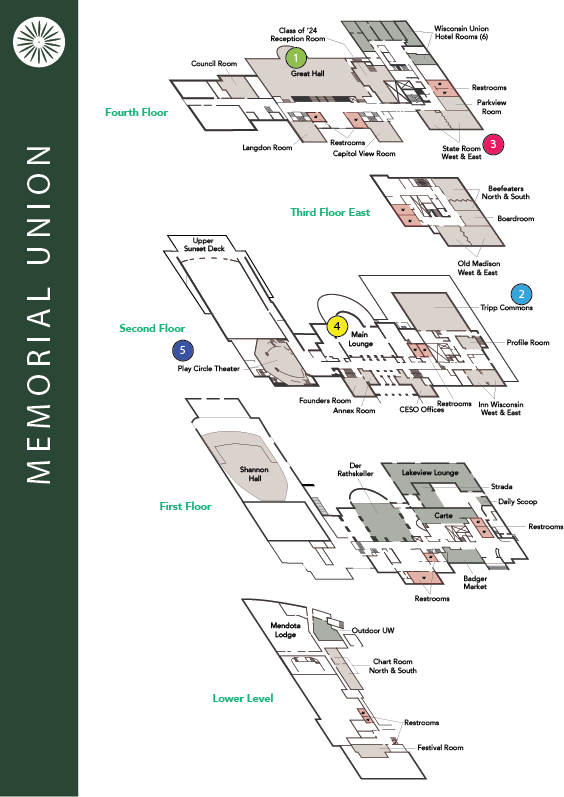 MEMORIAL UNION
Class of '24
Reception Room
Wisconsin Union
Hotel Rooms (6)
Council Room
1
Great Hall
Restrooms
Parkview
Room
Fourth Floor
Langdon Room
Restrooms
Capitol View Room
State Room
West & East
3
Third Floor East
Beefeaters
North & South
Boardroom
Old Madison
West & East
Upper
Sunset Deck
2
Tripp Commons
Second Floor
4
Main
Lounge
5
Play Circle Theater
Profile Room
Founders Room
Annex Room
CESO Offices
Restrooms
Inn Wisconsin
West & East
Shannon
Hall
Der
Rathskeller
Lakeview Lounge
Strada
Daily Scoop
Carte
Restrooms
First Floor
Badger
Market
Restrooms
Mendota
Lodge
Outdoor UW
Chart Room
North & South
Lower Level
Restrooms
Festival Room